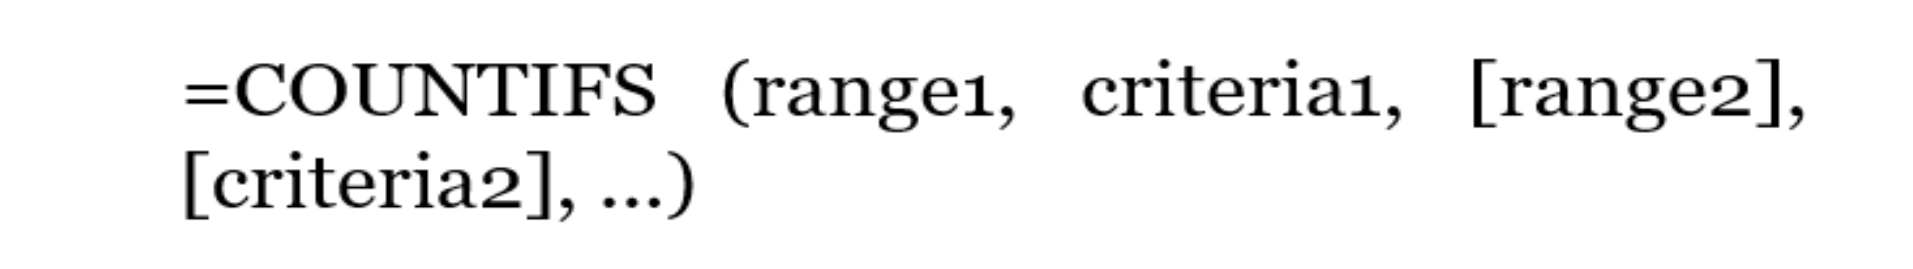 =COUNTIFS (range1, criteria1, [range2],
[criteria2], ...)